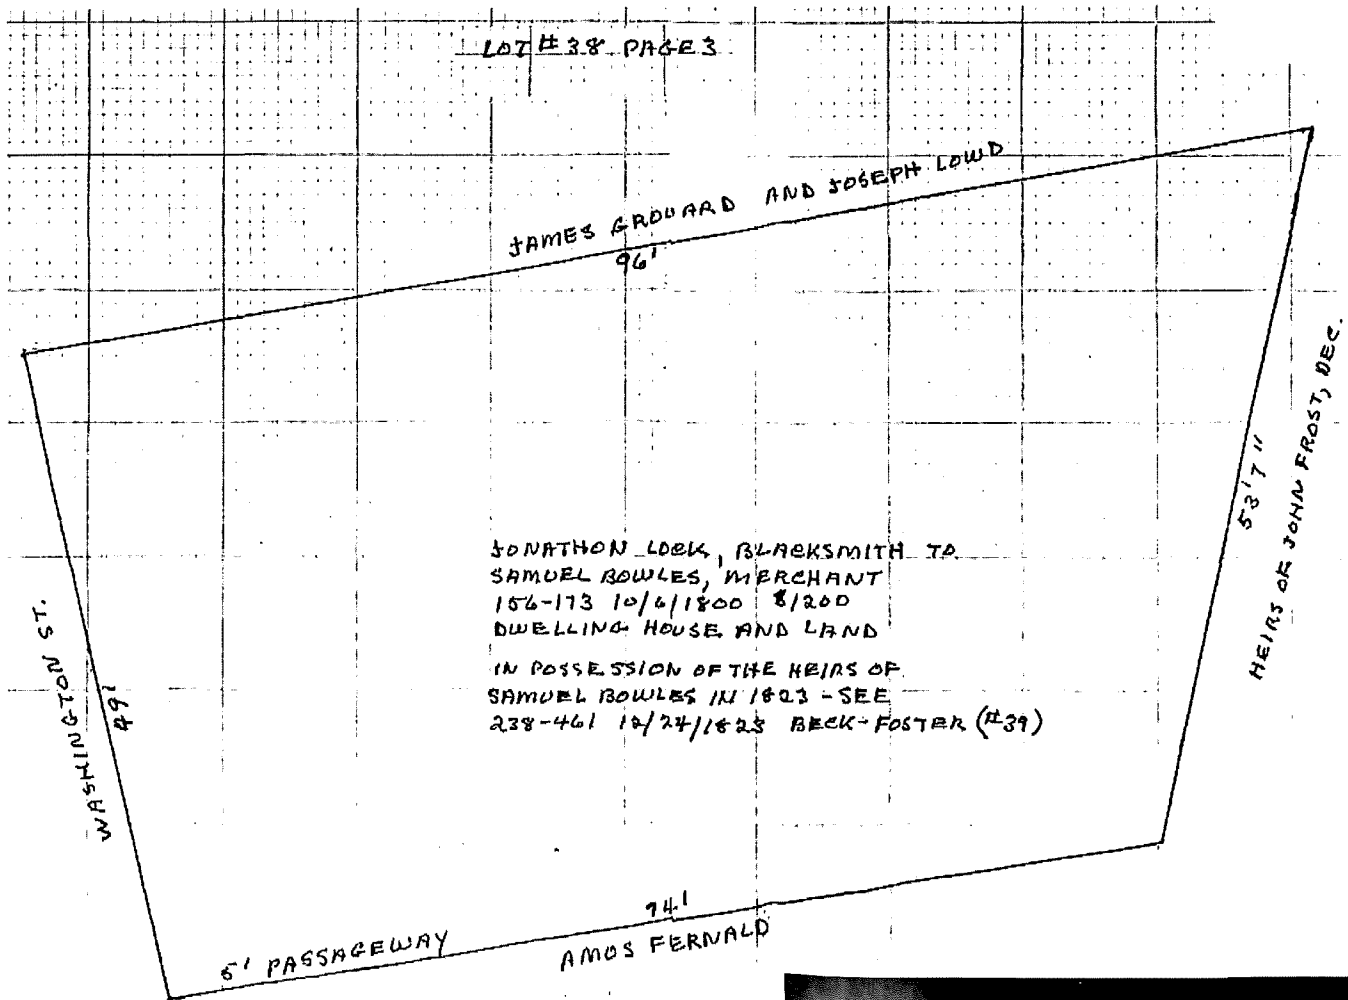 LOT #38 PAGE 3
JAMES GROUARD AND JOSEPH LOWD
96'
53'7"
HEIRS OF JOHN FROST, DEC.
JONATHON LOCK, BLACKSMITH TO
SAMUEL BOWLES, MERCHANT
156-173 10/6/1800 $1200
DWELLING HOUSE AND LAND
IN POSSESSION OF THE HEIRS OF
SAMUEL BOWLES IN 1823 - SEE
238-461 12/24/1823 BECK-FOSTER (#39)
WASHINGTON ST.
49'
74'
5' PASSAGEWAY
AMOS FERNALD